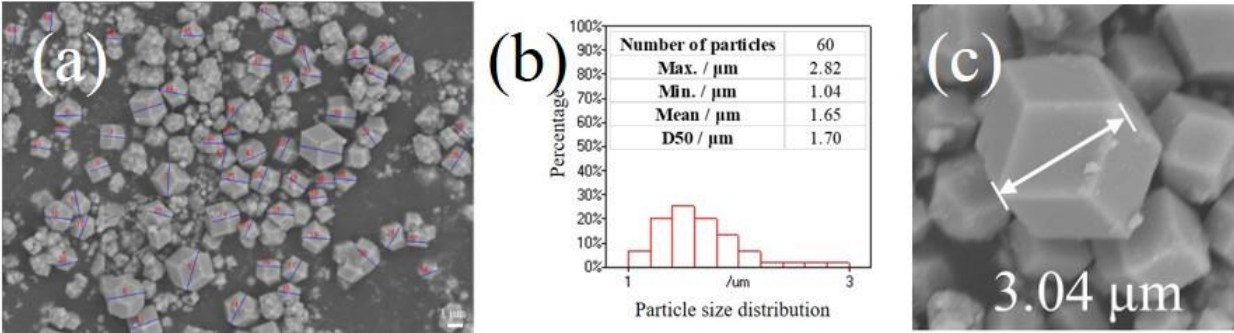 (a)
1 μm
(b)
Percentage
100%
90%
80%
70%
60%
50%
40%
30%
20%
10%
0%
Number of particles 60
Max. / μm 2.82
Min. / μm 1.04
Mean / μm 1.65
D50 / μm 1.70
1 /um 3
Particle size distribution
(c)
3.04 μm